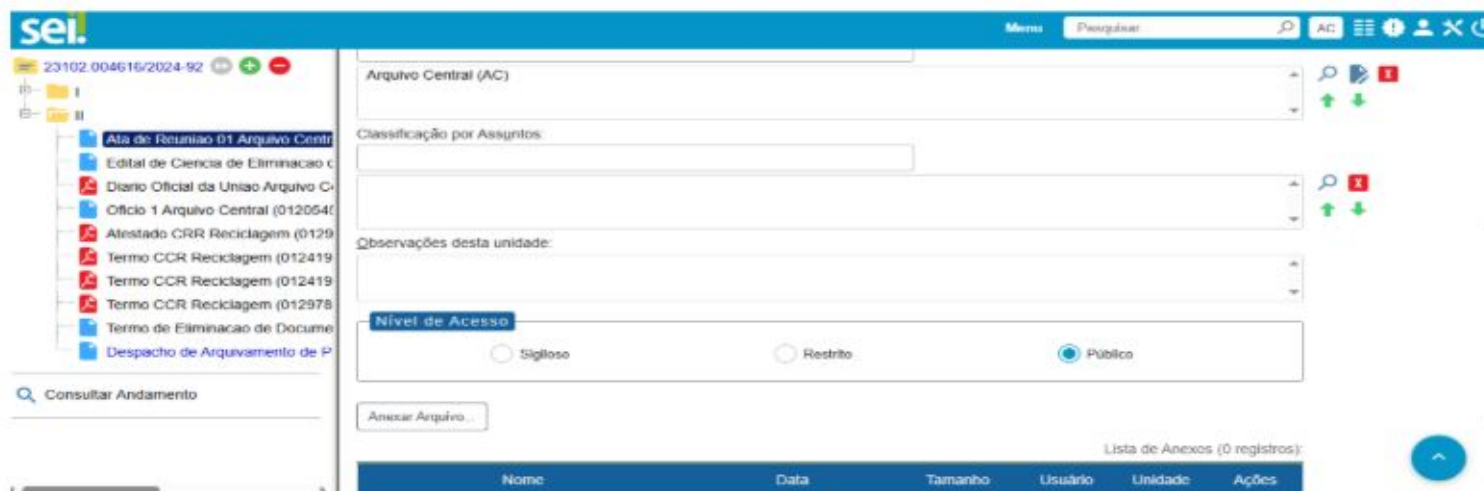 sei!
Menu Pesquisar... AC
23102.004616/2024-92
I
II
Ata de Reuniao 01 Arquivo Centr
Edital de Ciencia de Eliminacao d
Diario Oficial da Uniao Arquivo C
Oficio 1 Arquivo Central (012054
Atestado CRR Reciclagem (0129
Termo CCR Reciclagem (012419
Termo CCR Reciclagem (012419
Termo CCR Reciclagem (012978
Termo de Eliminacao de Docume
Despacho de Arquivamento de P
Consultar Andamento
Arquivo Central (AC)
Classificação por Assuntos:
Observações desta unidade:
Nível de Acesso
Sigiloso Restrito Público
Anexar Arquivo...
Lista de Anexos (0 registros):
Nome Data Tamanho Usuário Unidade Ações